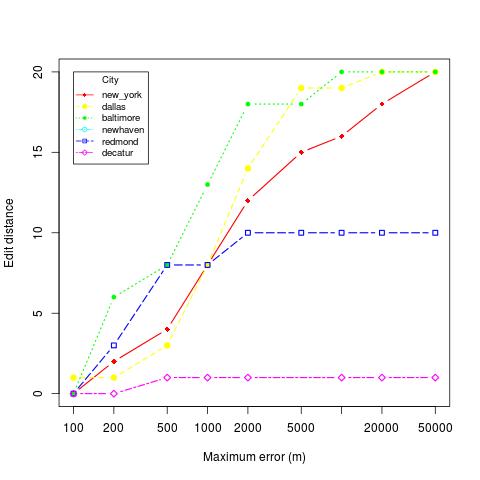 20
15
10
5
0
Edit distance
City
new_york
dallas
baltimore
newhaven
redmond
decatur
100 200 500 1000 2000 5000 20000 50000
Maximum error (m)